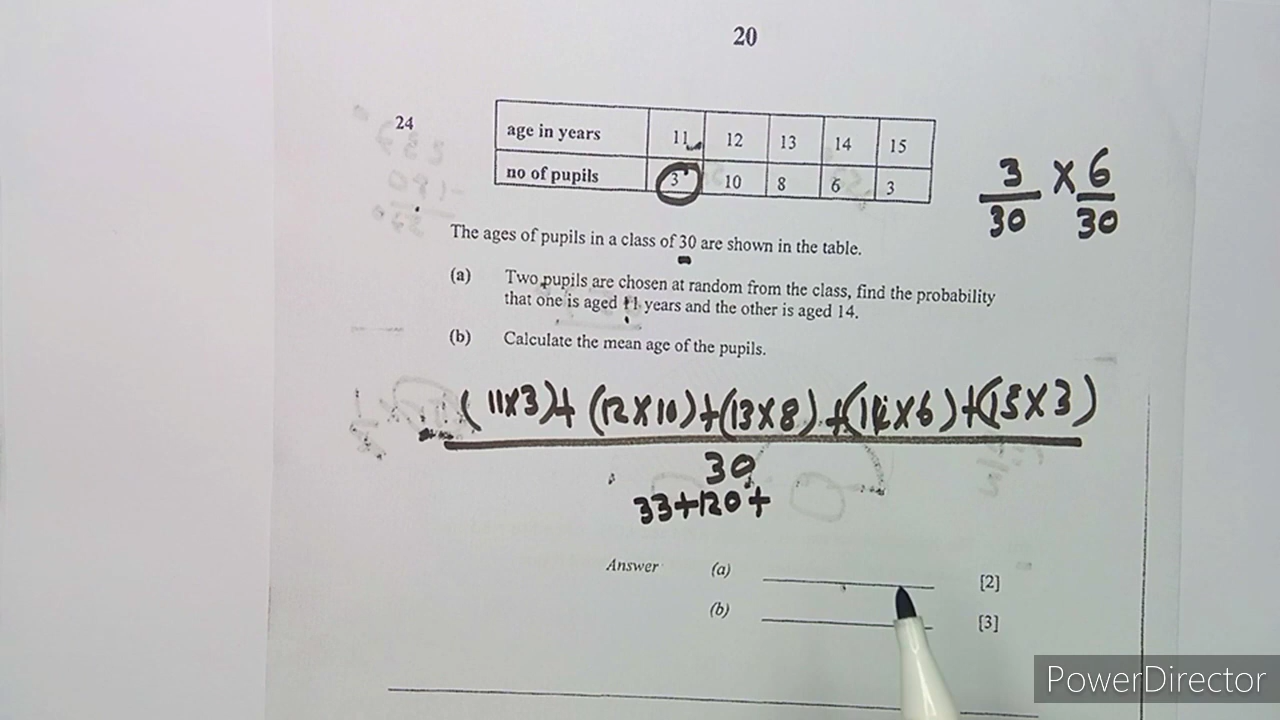 20
24
age in years 11 12 13 14 15
no of pupils 3 10 8 6 3
3/30 × 6/30
The ages of pupils in a class of 30 are shown in the table.
(a) Two pupils are chosen at random from the class, find the probability
that one is aged 11 years and the other is aged 14.
(b) Calculate the mean age of the pupils.
(11×3)+(12×10)+(13×8)+(14×6)+(15×3)
30
33+120+
Answer (a) [2]
(b) [3]
PowerDirector